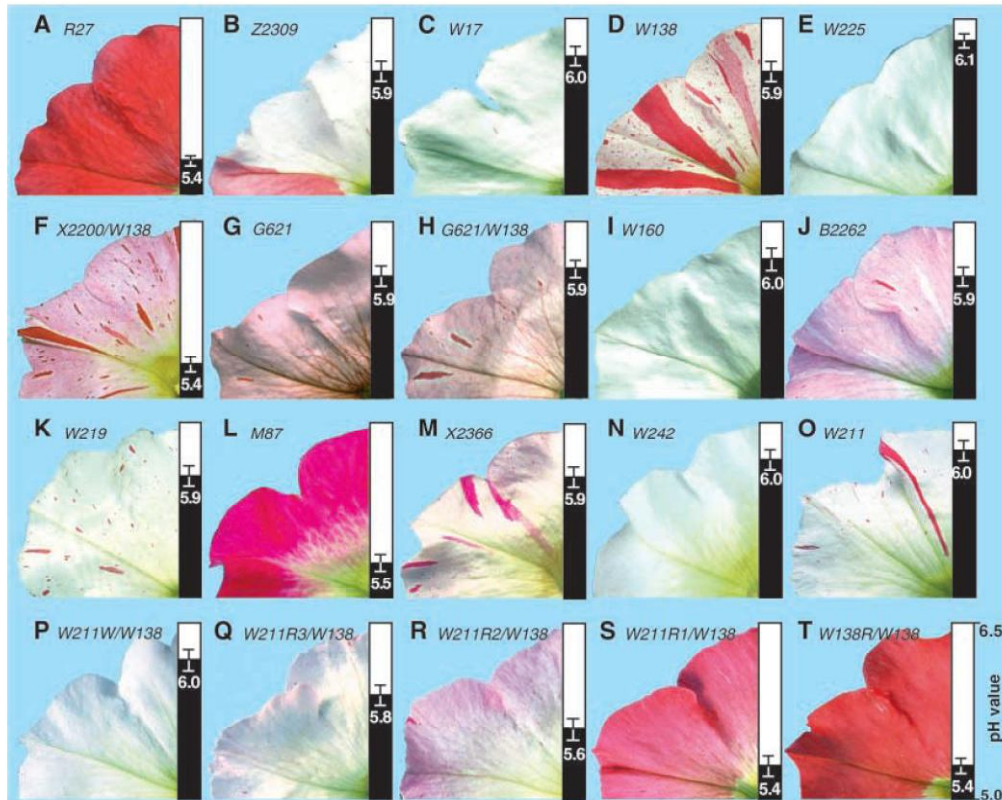 A R27
5.4
B Z2309
5.9
C W17
6.0
D W138
5.9
E W225
6.1
F X2200/W138
5.4
G G621
5.9
H G621/W138
5.9
I W160
6.0
J B2262
5.9
K W219
5.9
L M87
5.5
M X2366
5.9
N W242
6.0
O W211
6.0
P W211W/W138
6.0
Q W211R3/W138
5.8
R W211R2/W138
5.6
S W211R1/W138
5.4
T W138R/W138
5.4
6.5
pH value
5.0